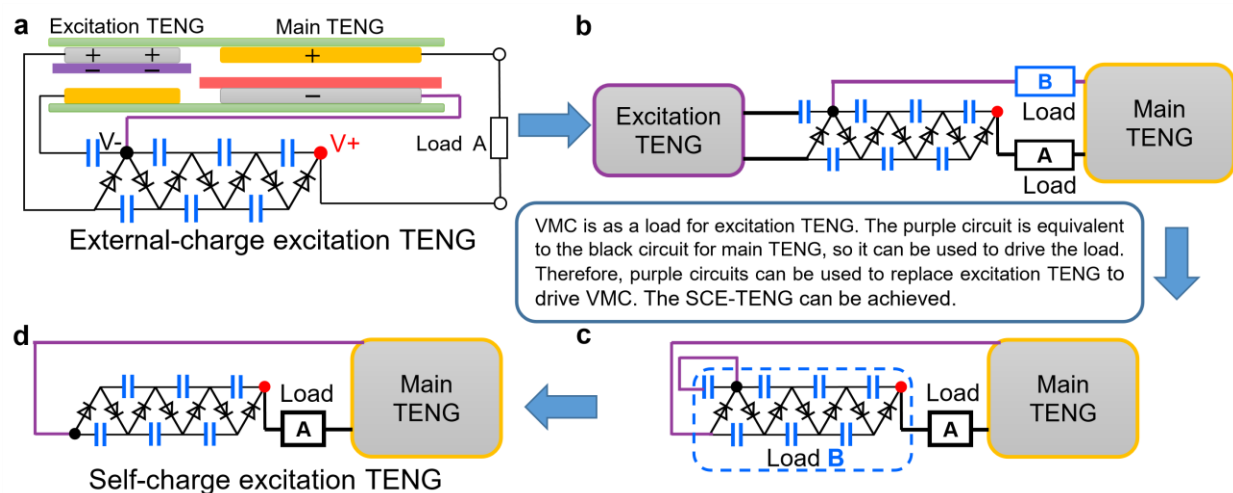 a
Excitation TENG
Main TENG
+ +
+
− −
−
V-
V+
Load A
External-charge excitation TENG
b
Excitation
TENG
B
Load
A
Load
Main
TENG
VMC is as a load for excitation TENG. The purple circuit is equivalent
to the black circuit for main TENG, so it can be used to drive the load.
Therefore, purple circuits can be used to replace excitation TENG to
drive VMC. The SCE-TENG can be achieved.
d
Load
A
Main
TENG
Self-charge excitation TENG
c
Load
A
Main
TENG
Load B